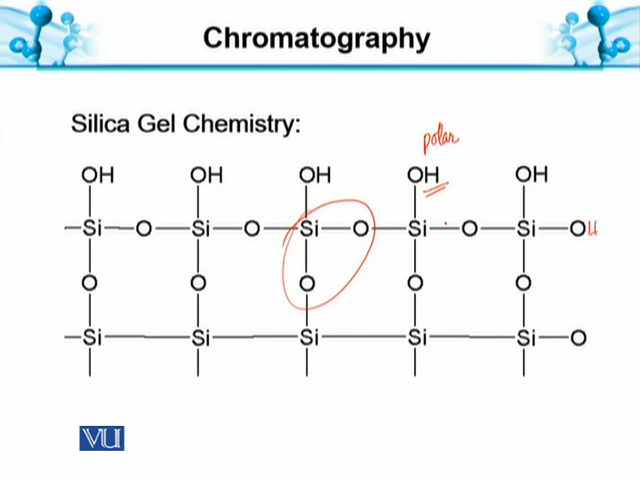 Chromatography
Silica Gel Chemistry:
polar
OH OH OH OH OH
Si O Si O Si O Si O Si OH
O O O O O
Si Si Si Si Si O
VU